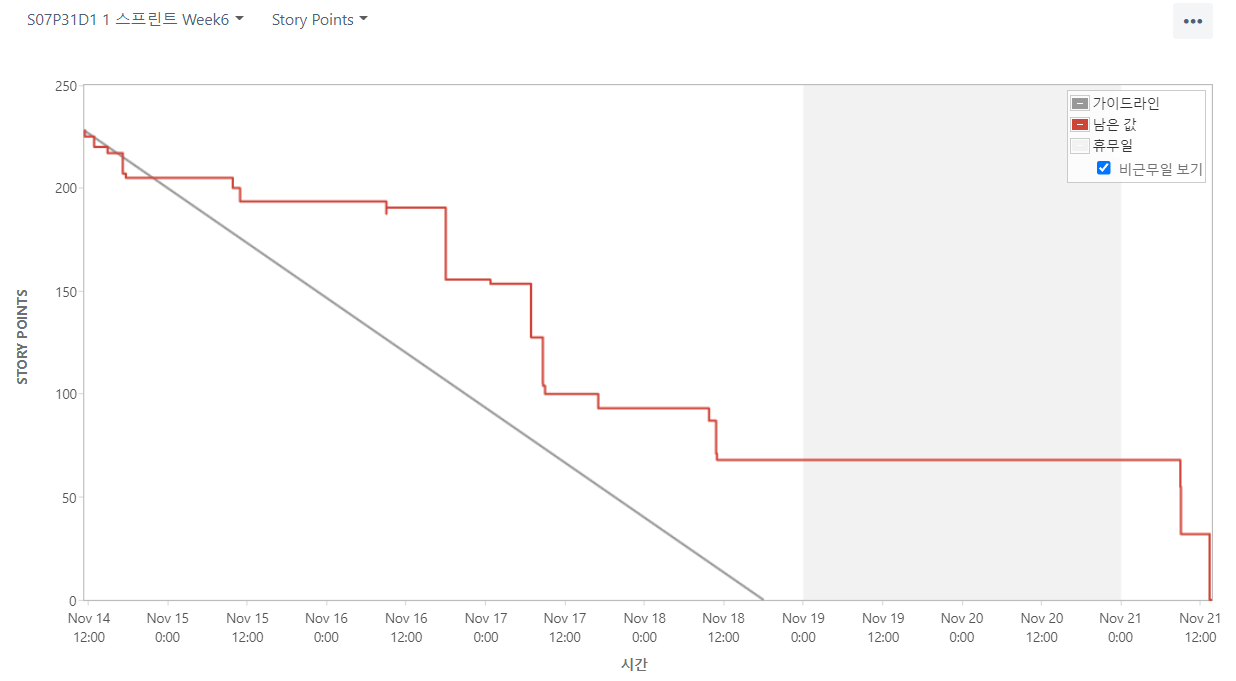 S07P31D1 1 스프린트 Week6 Story Points
250
가이드라인
남은 값
휴무일
비근무일 보기
200
150
100
50
0
STORY POINTS
Nov 14 Nov 15 Nov 15 Nov 16 Nov 16 Nov 17 Nov 17 Nov 18 Nov 18 Nov 19 Nov 19 Nov 20 Nov 20 Nov 21 Nov 21
12:00 0:00 12:00 0:00 12:00 0:00 12:00 0:00 12:00 0:00 12:00 0:00 12:00 0:00 12:00
시간